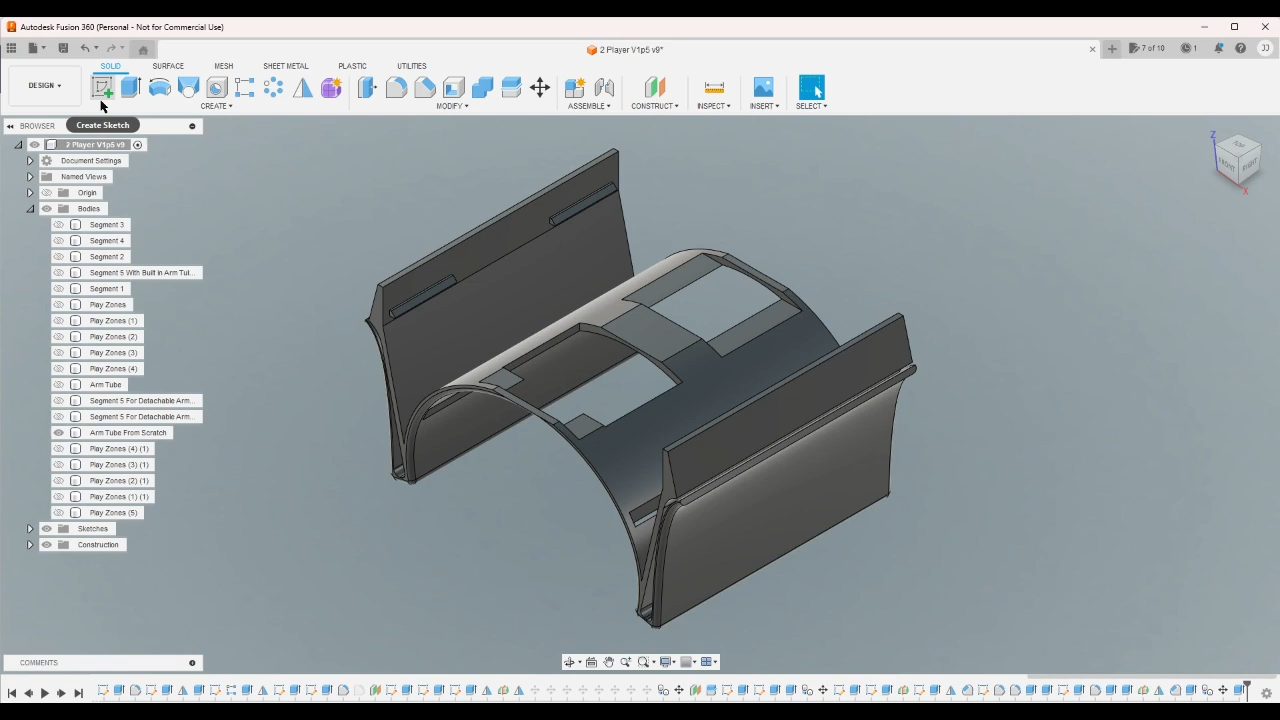 Autodesk Fusion 360 (Personal - Not for Commercial Use)
2 Player V1p5 v9*
7 of 10
1
JJ
SOLID SURFACE MESH SHEET METAL PLASTIC UTILITIES
DESIGN
CREATE MODIFY ASSEMBLE CONSTRUCT INSPECT INSERT SELECT
BROWSER
Create Sketch
2 Player V1p5 v9
Document Settings
Named Views
Origin
Bodies
Segment 3
Segment 4
Segment 2
Segment 5 With Built in Arm Tut...
Segment 1
Play Zones
Play Zones (1)
Play Zones (2)
Play Zones (3)
Play Zones (4)
Arm Tube
Segment 5 For Detachable Arm...
Segment 5 For Detachable Arm...
Arm Tube From Scratch
Play Zones (4) (1)
Play Zones (3) (1)
Play Zones (2) (1)
Play Zones (1) (1)
Play Zones (5)
Sketches
Construction
Z
TOP
FRONT
RIGHT
X
COMMENTS